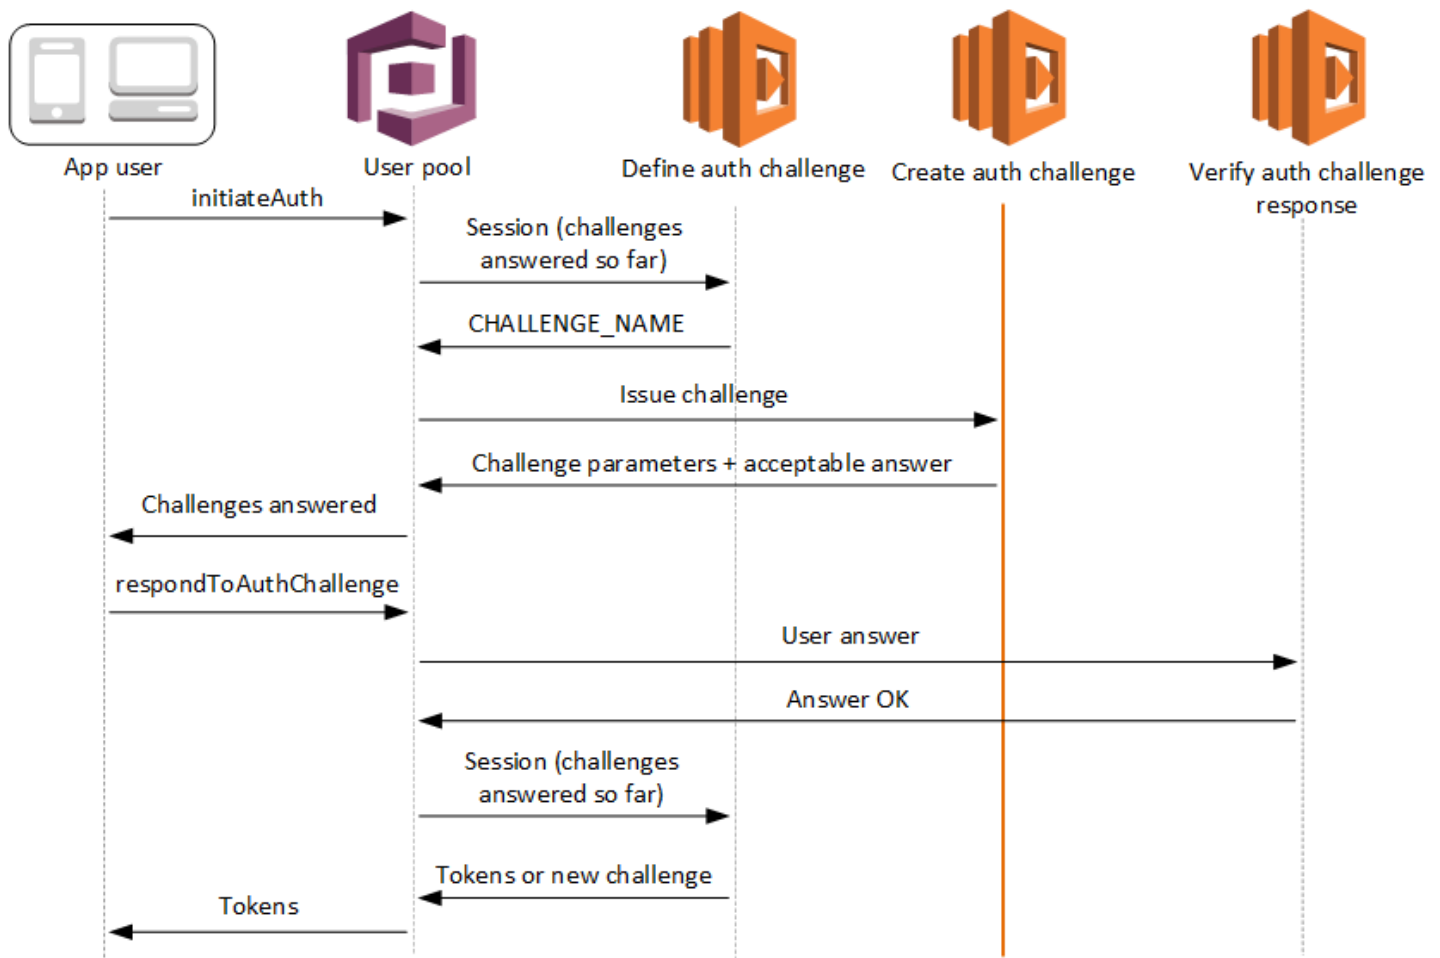 App user
User pool
Define auth challenge
Create auth challenge
Verify auth challenge
response
initiateAuth
Session (challenges
answered so far)
CHALLENGE_NAME
Issue challenge
Challenge parameters + acceptable answer
Challenges answered
respondToAuthChallenge
User answer
Answer OK
Session (challenges
answered so far)
Tokens or new challenge
Tokens